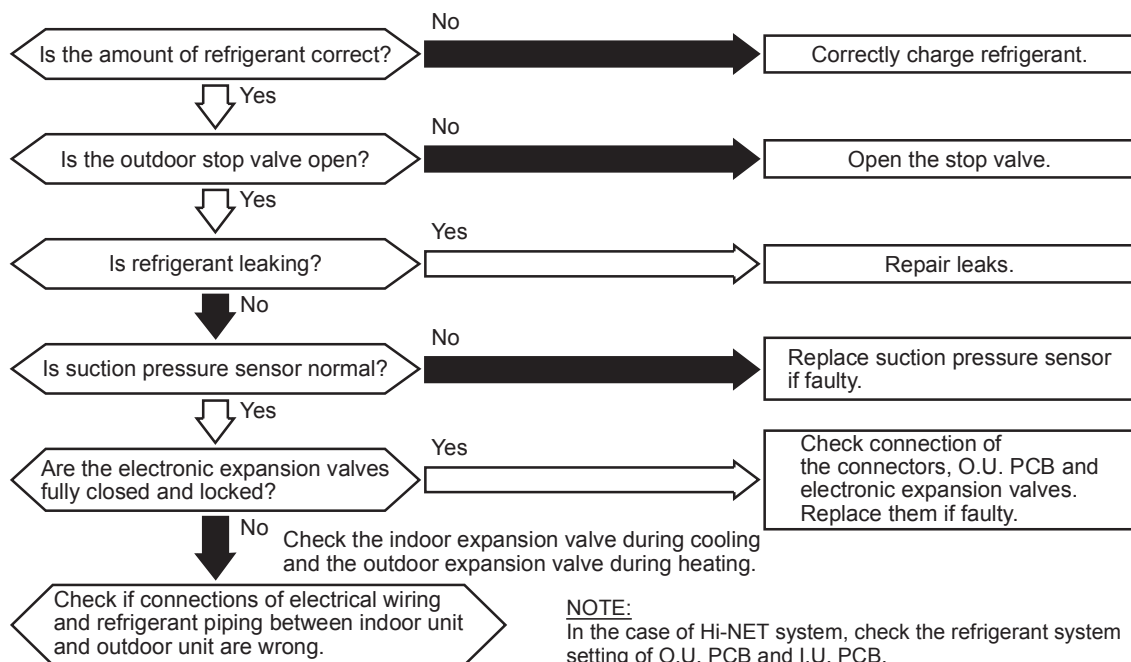 No
Is the amount of refrigerant correct?
Correctly charge refrigerant.
Yes
No
Is the outdoor stop valve open?
Open the stop valve.
Yes
Yes
Is refrigerant leaking?
Repair leaks.
No
No
Is suction pressure sensor normal?
Replace suction pressure sensor
if faulty.
Yes
Yes
Are the electronic expansion valves
fully closed and locked?
Check connection of
the connectors, O.U. PCB and
electronic expansion valves.
Replace them if faulty.
No
Check the indoor expansion valve during cooling
and the outdoor expansion valve during heating.
Check if connections of electrical wiring
and refrigerant piping between indoor unit
and outdoor unit are wrong.
NOTE:
In the case of Hi-NET system, check the refrigerant system
setting of O.U. PCB and I.U. PCB.